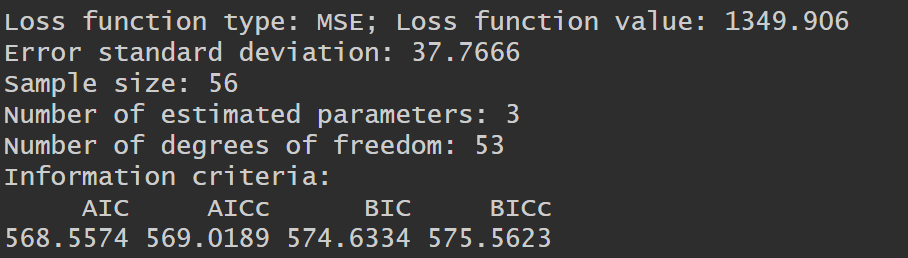 Loss function type: MSE; Loss function value: 1349.906
Error standard deviation: 37.7666
Sample size: 56
Number of estimated parameters: 3
Number of degrees of freedom: 53
Information criteria:
AIC AICc BIC BICc
568.5574 569.0189 574.6334 575.5623